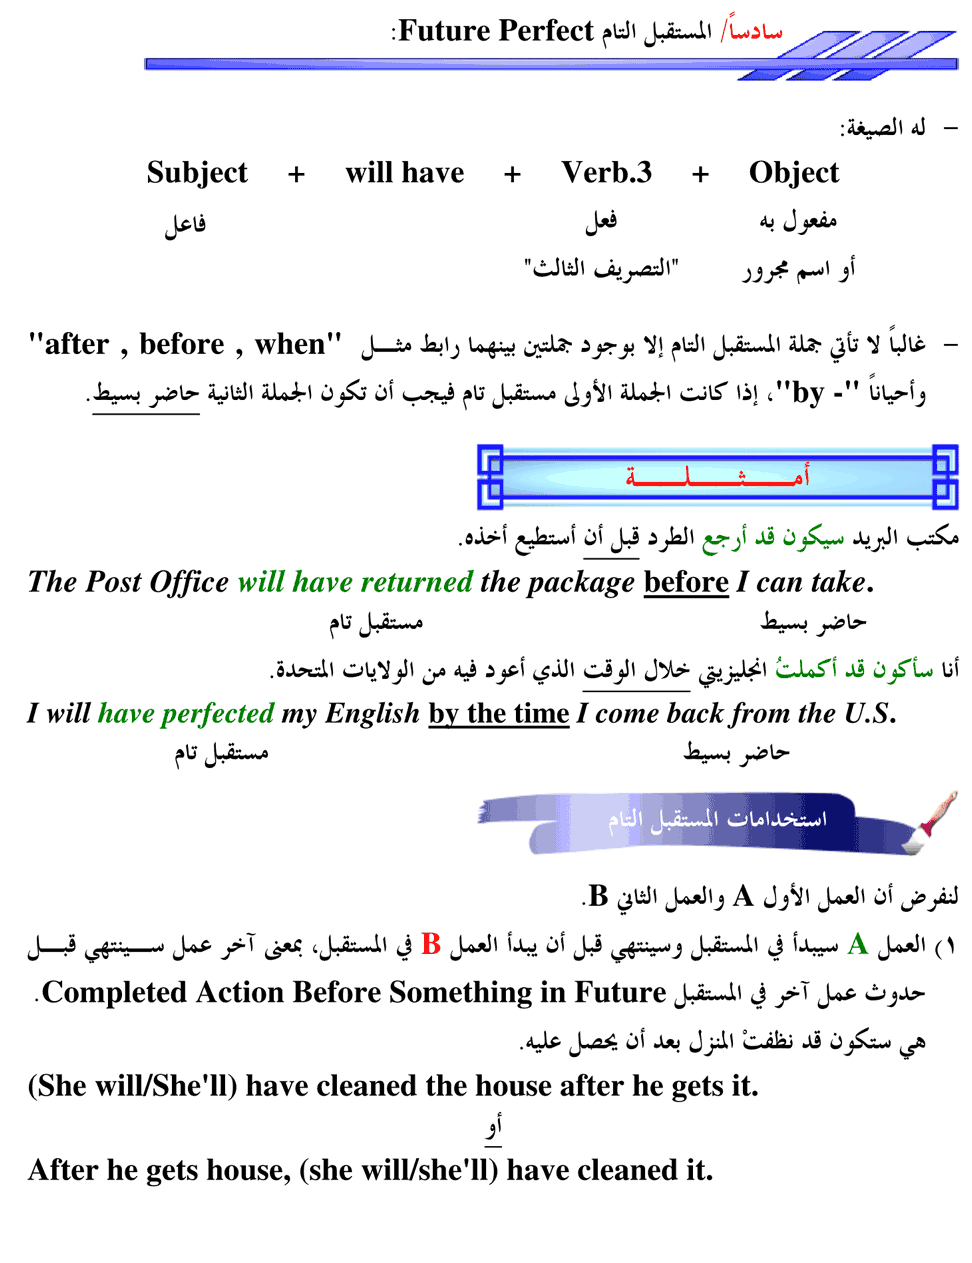 سادساً/ المستقبل التام Future Perfect:
– له الصيغة:
Subject + will have + Verb.3 + Object
فاعل فعل مفعول به
"التصريف الثالث" أو اسم مجرور
– غالباً لا تأتي جملة المستقبل التام إلا بوجود جملتين بينهما رابط مثــل "after , before , when"
وأحياناً "by -"، إذا كانت الجملة الأولى مستقبل تام فيجب أن تكون الجملة الثانية حاضر بسيط.
أمــــثــــلــــة
مكتب البريد سيكون قد أرجع الطرد قبل أن أستطيع أخذه.
The Post Office will have returned the package before I can take.
مستقبل تام حاضر بسيط
أنا سأكون قد أكملتُ انجليزيتي خلال الوقت الذي أعود فيه من الولايات المتحدة.
I will have perfected my English by the time I come back from the U.S.
مستقبل تام حاضر بسيط
استخدامات المستقبل التام
لنفرض أن العمل الأول A والعمل الثاني B.
١) العمل A سيبدأ في المستقبل وسينتهي قبل أن يبدأ العمل B في المستقبل، بمعنى آخر عمل ســينتهي قبــل
حدوث عمل آخر في المستقبل Completed Action Before Something in Future.
هي ستكون قد نظفتْ المنزل بعد أن يحصل عليه.
(She will/She'll) have cleaned the house after he gets it.
أو
After he gets house, (she will/she'll) have cleaned it.